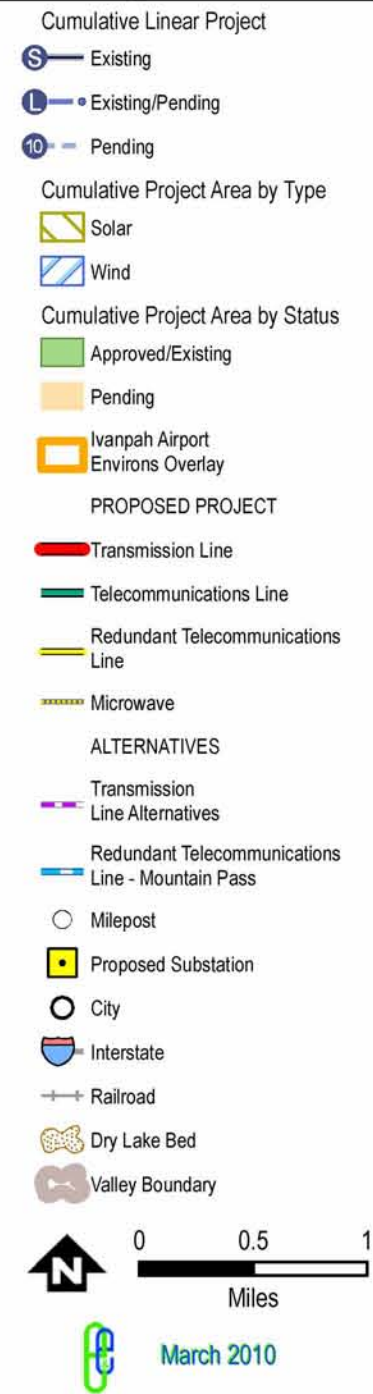 Cumulative Linear Project
S Existing
L Existing/Pending
10 Pending
Cumulative Project Area by Type
Solar
Wind
Cumulative Project Area by Status
Approved/Existing
Pending
Ivanpah Airport
Environs Overlay
PROPOSED PROJECT
Transmission Line
Telecommunications Line
Redundant Telecommunications
Line
Microwave
ALTERNATIVES
Transmission
Line Alternatives
Redundant Telecommunications
Line - Mountain Pass
Milepost
Proposed Substation
City
Interstate
Railroad
Dry Lake Bed
Valley Boundary
N
0 0.5 1
Miles
March 2010